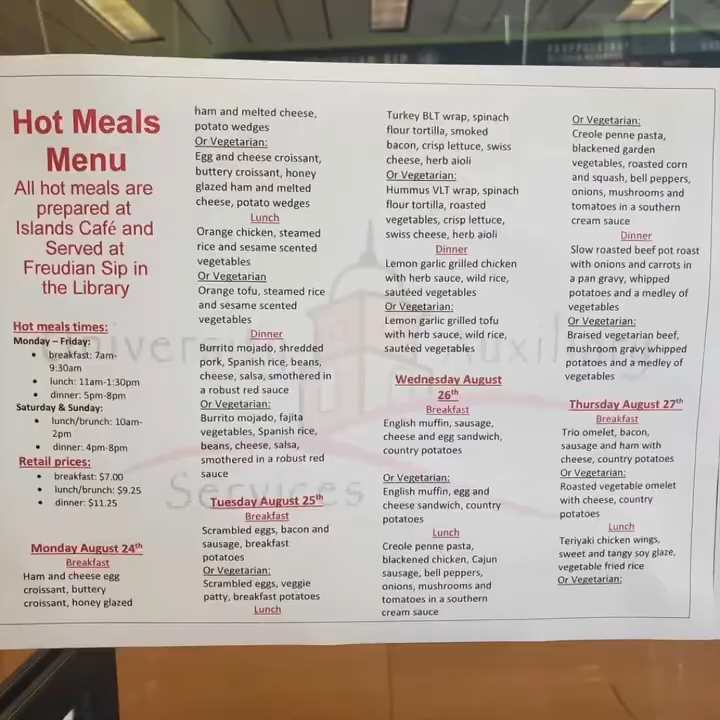 Hot Meals
Menu
All hot meals are
prepared at
Islands Café and
Served at
Freudian Sip in
the Library
Hot meals times:
Monday – Friday:
• breakfast: 7am-
9:30am
• lunch: 11am-1:30pm
• dinner: 5pm-8pm
Saturday & Sunday:
• lunch/brunch: 10am-
2pm
• dinner: 4pm-8pm
Retail prices:
• breakfast: $7.00
• lunch/brunch: $9.25
• dinner: $11.25
Monday August 24th
Breakfast
Ham and cheese egg
croissant, buttery
croissant, honey glazed
ham and melted cheese,
potato wedges
Or Vegetarian:
Egg and cheese croissant,
buttery croissant, honey
glazed ham and melted
cheese, potato wedges
Lunch
Orange chicken, steamed
rice and sesame scented
vegetables
Or Vegetarian
Orange tofu, steamed rice
and sesame scented
vegetables
Dinner
Burrito mojado, shredded
pork, Spanish rice, beans,
cheese, salsa, smothered in
a robust red sauce
Or Vegetarian:
Burrito mojado, fajita
vegetables, Spanish rice,
beans, cheese, salsa,
smothered in a robust red
sauce
Tuesday August 25th
Breakfast
Scrambled eggs, bacon and
sausage, breakfast
potatoes
Or Vegetarian:
Scrambled eggs, veggie
patty, breakfast potatoes
Lunch
Turkey BLT wrap, spinach
flour tortilla, smoked
bacon, crisp lettuce, swiss
cheese, herb aioli
Or Vegetarian:
Hummus VLT wrap, spinach
flour tortilla, roasted
vegetables, crisp lettuce,
swiss cheese, herb aioli
Dinner
Lemon garlic grilled chicken
with herb sauce, wild rice,
sautéed vegetables
Or Vegetarian:
Lemon garlic grilled tofu
with herb sauce, wild rice,
sautéed vegetables
Wednesday August
26th
Breakfast
English muffin, sausage,
cheese and egg sandwich,
country potatoes
Or Vegetarian:
English muffin, egg and
cheese sandwich, country
potatoes
Lunch
Creole penne pasta,
blackened chicken, Cajun
sausage, bell peppers,
onions, mushrooms and
tomatoes in a southern
cream sauce
Or Vegetarian:
Creole penne pasta,
blackened garden
vegetables, roasted corn
and squash, bell peppers,
onions, mushrooms and
tomatoes in a southern
cream sauce
Dinner
Slow roasted beef pot roast
with onions and carrots in
a pan gravy, whipped
potatoes and a medley of
vegetables
Or Vegetarian:
Braised vegetarian beef,
mushroom gravy whipped
potatoes and a medley of
vegetables
Thursday August 27th
Breakfast
Trio omelet, bacon,
sausage and ham with
cheese, country potatoes
Or Vegetarian:
Roasted vegetable omelet
with cheese, country
potatoes
Lunch
Teriyaki chicken wings,
sweet and tangy soy glaze,
vegetable fried rice
Or Vegetarian:
Services